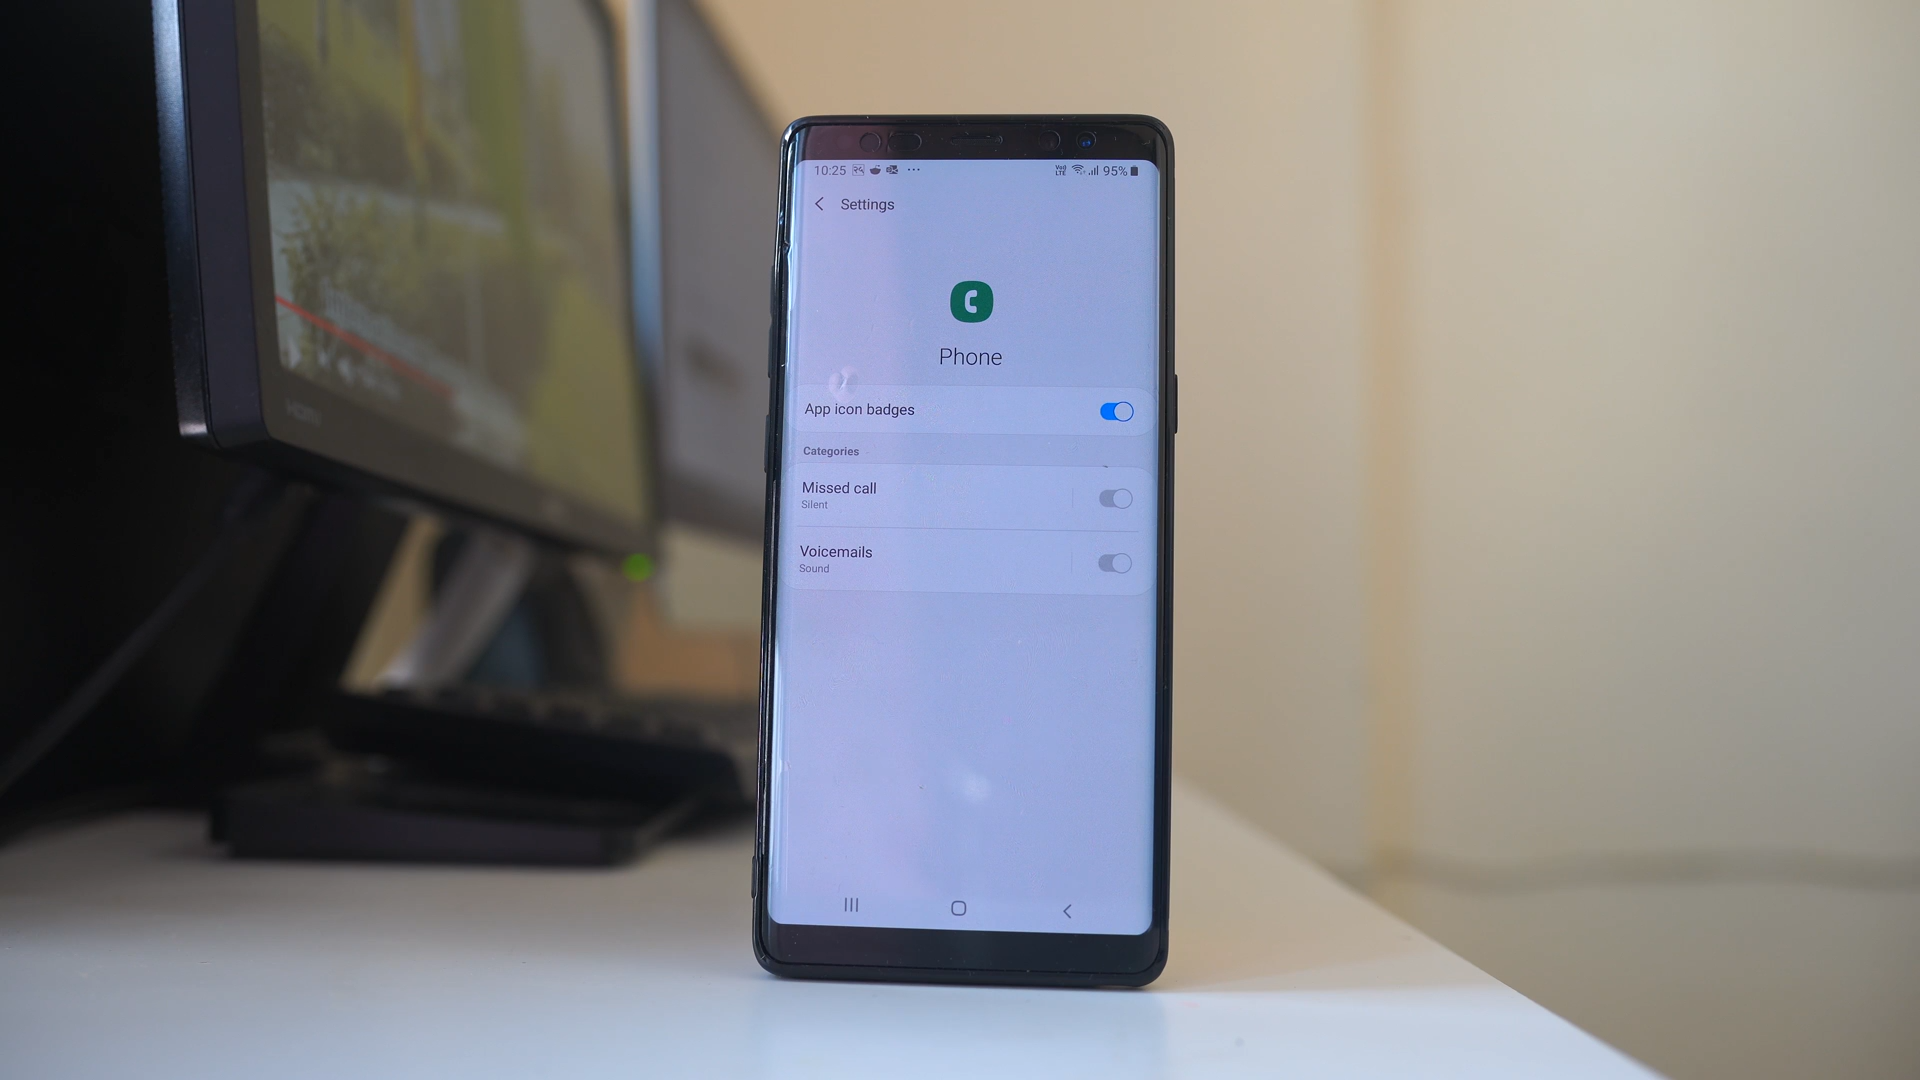 10:25 ... 95%
Settings
Phone
App icon badges
Categories
Missed call
Silent
Voicemails
Sound